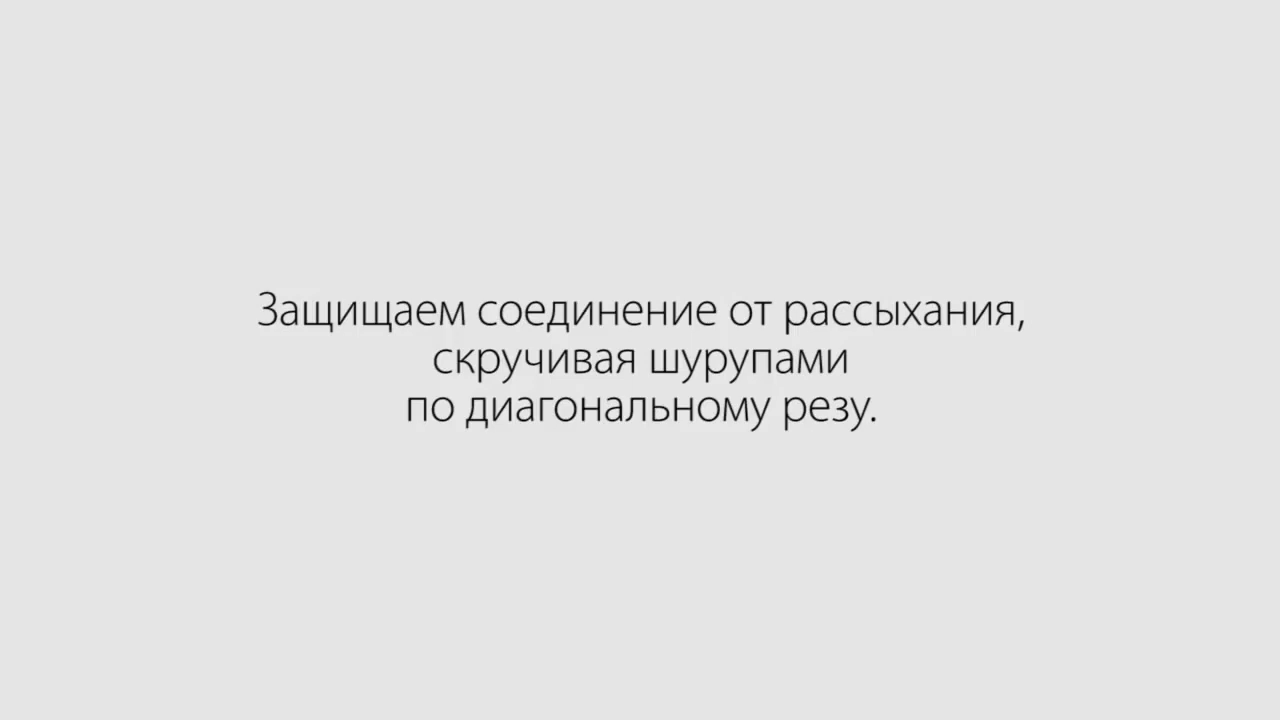 Защищаем соединение от рассыхания,
скручивая шурупами
по диагональному резу.